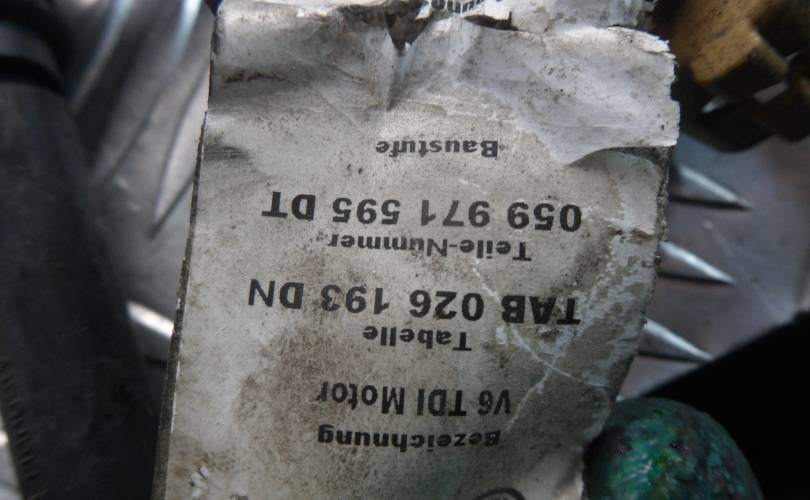 Bezeichnung
V6 TDI Motor
Tabelle
TAB 026 193 DN
Teile-Nummer
059 971 595 DT
Baustufe